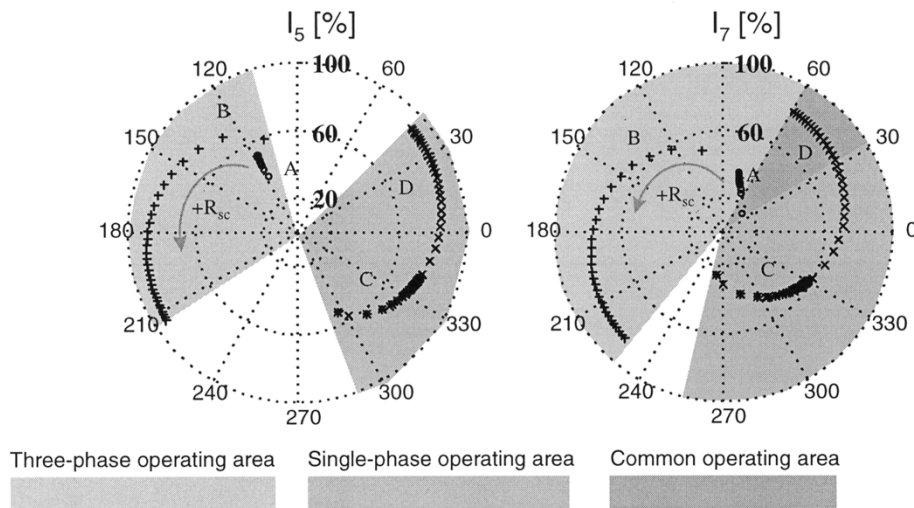 I5 [%]
I7 [%]
120
100
60
B
60
150
30
A
D
20
+Rsc
180
0
C
210
330
240
300
270
120
100
60
B
60
150
30
D
A
20
+Rsc
180
0
C
210
330
240
300
270
Three-phase operating area
Single-phase operating area
Common operating area